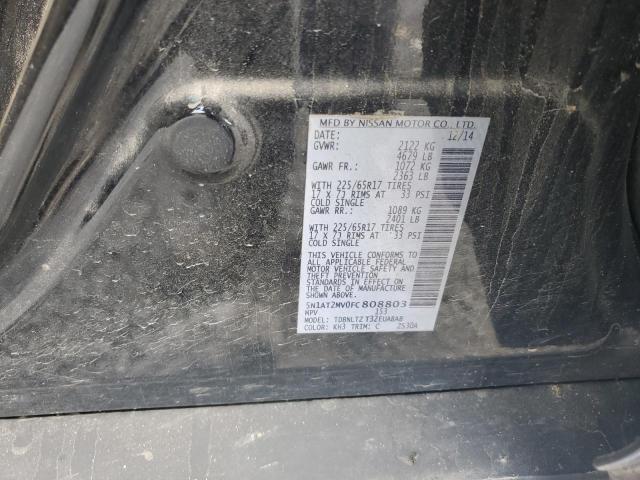 MFD BY NISSAN MOTOR CO., LTD.
DATE: 12/14
GVWR: 2122 KG
4679 LB
GAWR FR.: 1072 KG
2363 LB
WITH 225/65R17 TIRES
17 X 7J RIMS AT 33 PSI
COLD SINGLE
GAWR RR.: 1089 KG
2401 LB
WITH 225/65R17 TIRES
17 X 7J RIMS AT 33 PSI
COLD SINGLE
THIS VEHICLE CONFORMS TO
ALL APPLICABLE FEDERAL
MOTOR VEHICLE SAFETY AND
THEFT PREVENTION
STANDARDS IN EFFECT ON THE
DATE OF MANUFACTURE
SHOWN ABOVE.
5N1AT2MV0FC808803
MPV 153
MODEL: TDBNLTZ T32EUA8AB
COLOR: KH3 TRIM: C 2530A